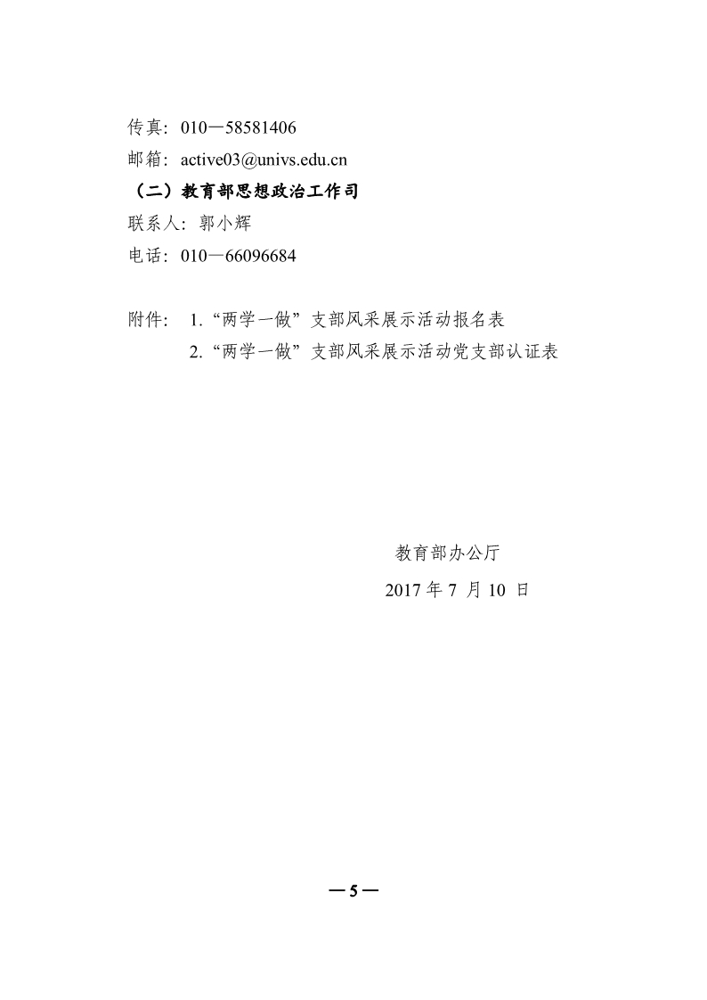 传真：010—58581406
邮箱：active03@univs.edu.cn
（二）教育部思想政治工作司
联系人：郭小辉
电话：010—66096684
附件： 1.“两学一做”支部风采展示活动报名表
2.“两学一做”支部风采展示活动党支部认证表
教育部办公厅
2017 年 7 月 10 日
— 5 —